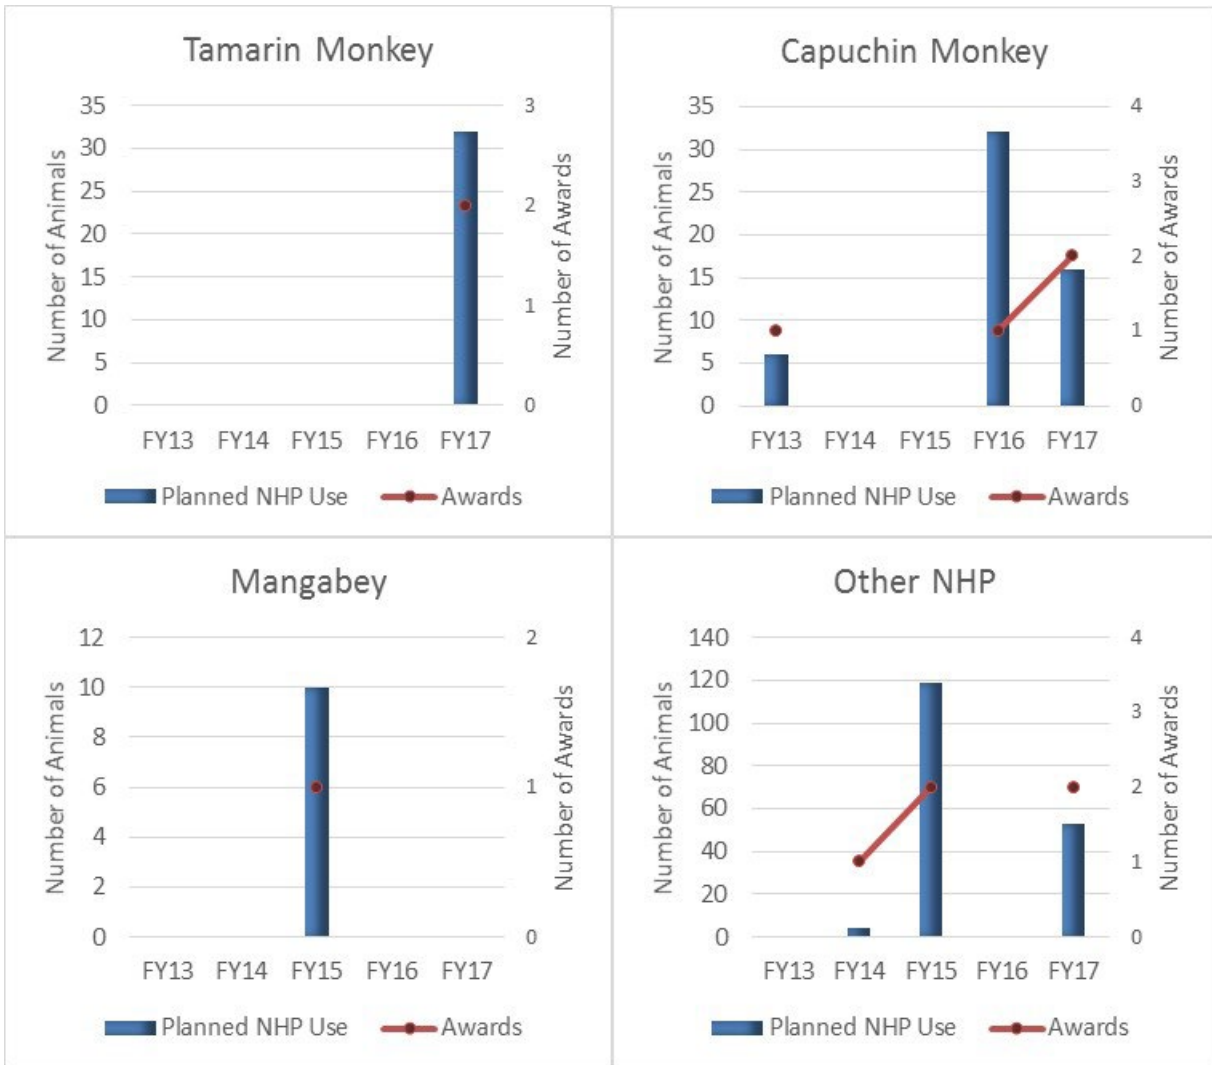 Tamarin Monkey
Number of Animals
35
30
25
20
15
10
5
0
3
2
1
0
Number of Awards
FY13 FY14 FY15 FY16 FY17
Planned NHP Use Awards
Capuchin Monkey
Number of Animals
35
30
25
20
15
10
5
0
4
3
2
1
0
Number of Awards
FY13 FY14 FY15 FY16 FY17
Planned NHP Use Awards
Mangabey
Number of Animals
12
10
8
6
4
2
0
2
1
0
Number of Awards
FY13 FY14 FY15 FY16 FY17
Planned NHP Use Awards
Other NHP
Number of Animals
140
120
100
80
60
40
20
0
4
3
2
1
0
Number of Awards
FY13 FY14 FY15 FY16 FY17
Planned NHP Use Awards